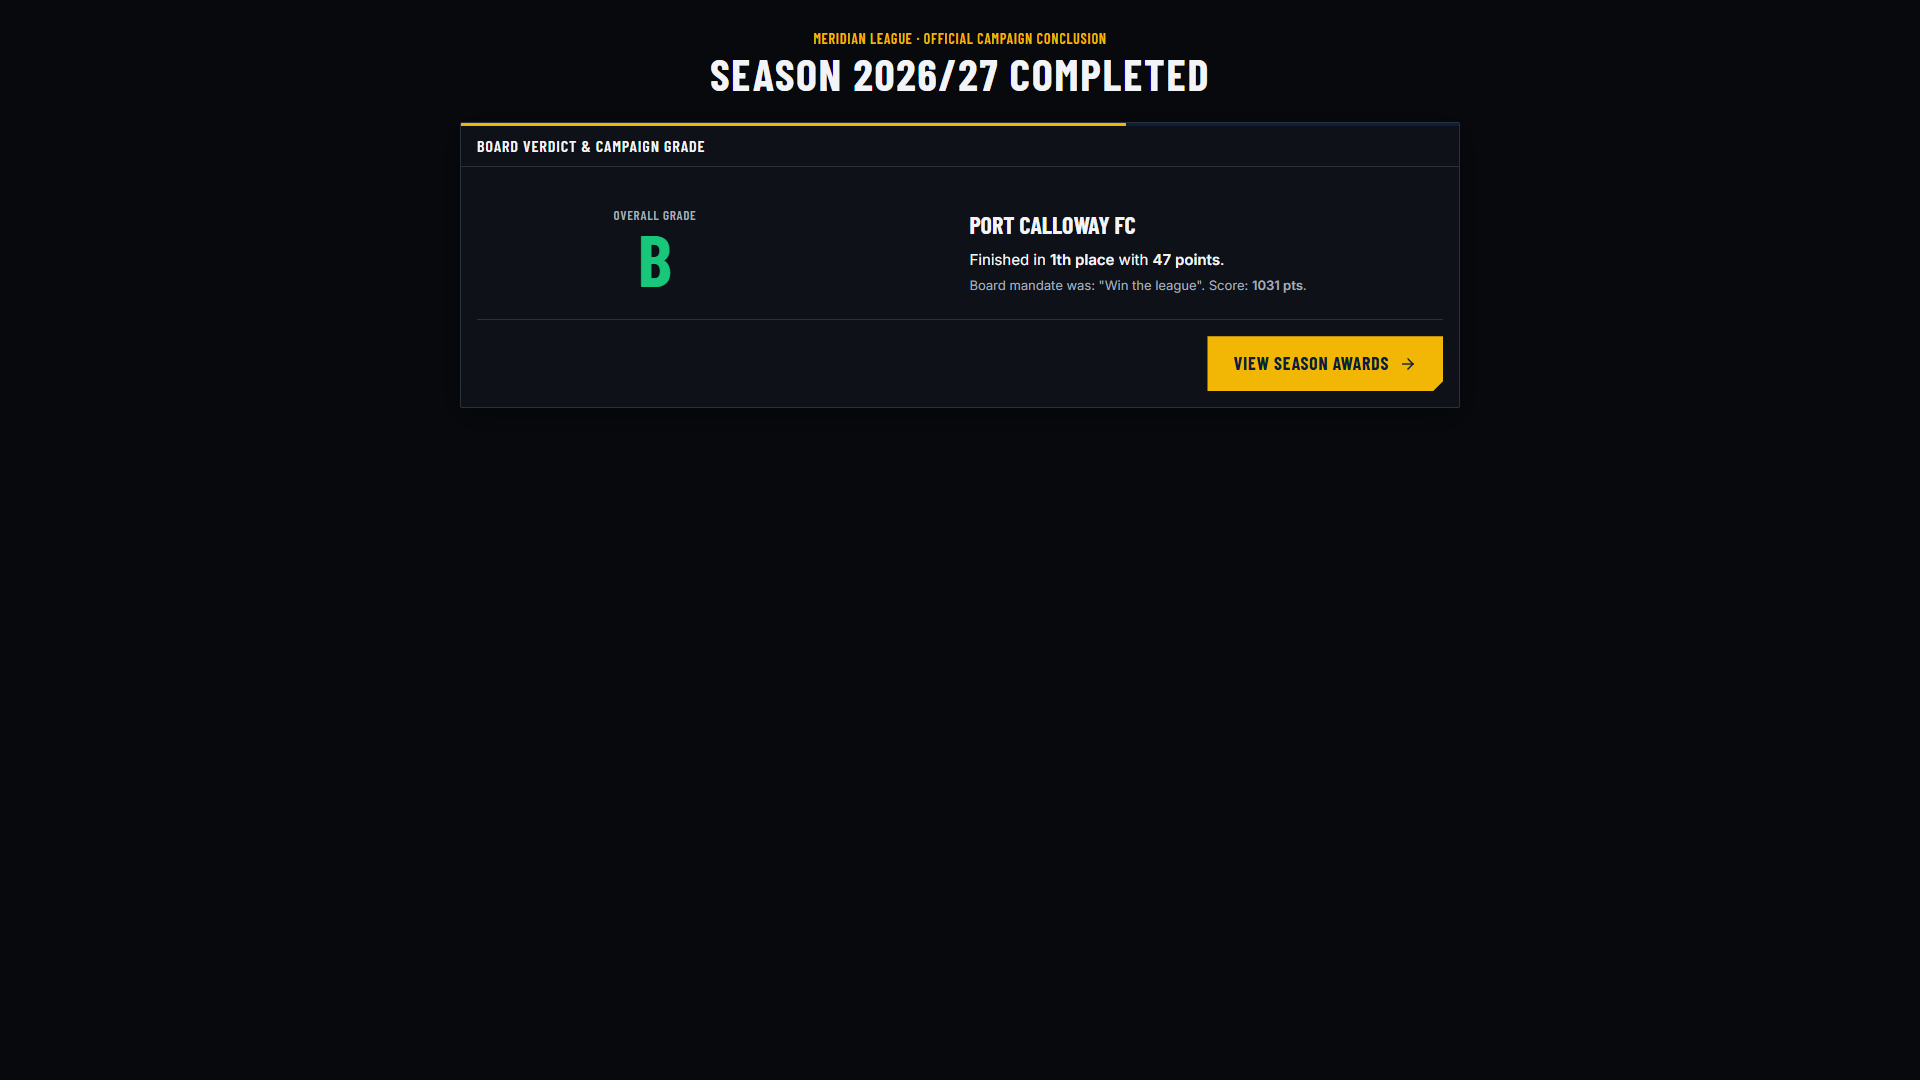 MERIDIAN LEAGUE · OFFICIAL CAMPAIGN CONCLUSION
SEASON 2026/27 COMPLETED
BOARD VERDICT & CAMPAIGN GRADE
OVERALL GRADE
B
PORT CALLOWAY FC
Finished in 1th place with 47 points.
Board mandate was: "Win the league". Score: 1031 pts.
VIEW SEASON AWARDS →